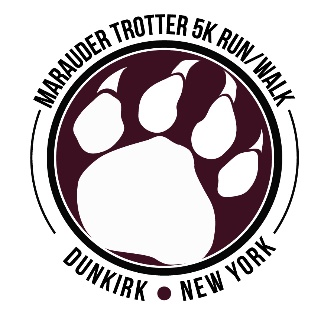 MARAUDER TROTTER 5K RUN/WALK
DUNKIRK • NEW YORK